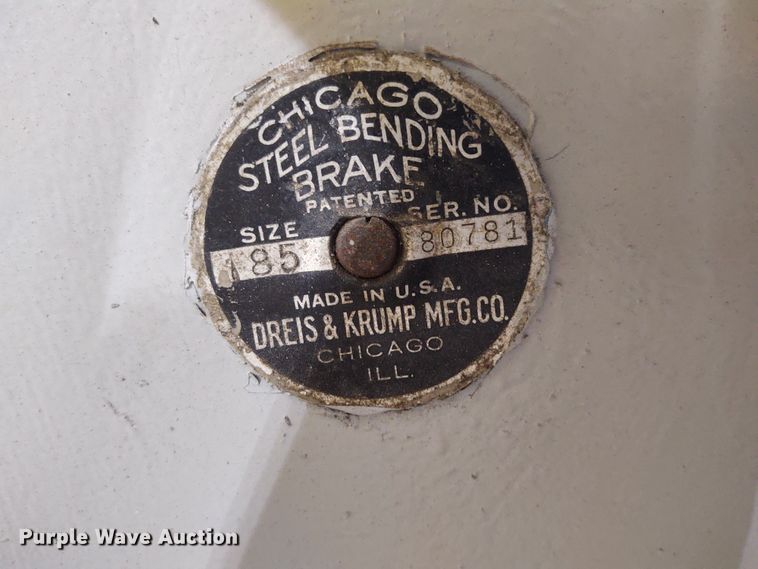 CHICAGO
STEEL BENDING
BRAKE
PATENTED
SIZE SER. NO.
185 80781
MADE IN U.S.A.
DREIS & KRUMP MFG.CO.
CHICAGO
ILL.
Purple Wave Auction